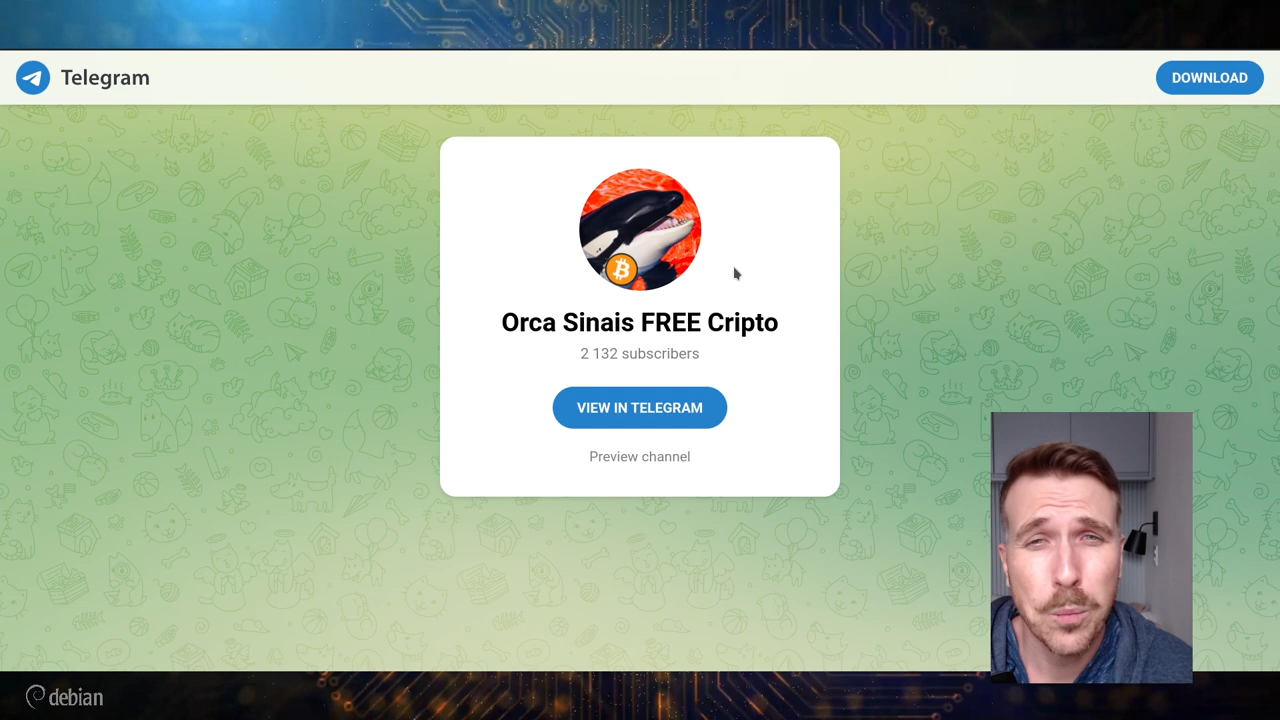 Telegram
DOWNLOAD
Orca Sinais FREE Cripto
2 132 subscribers
VIEW IN TELEGRAM
Preview channel
debian